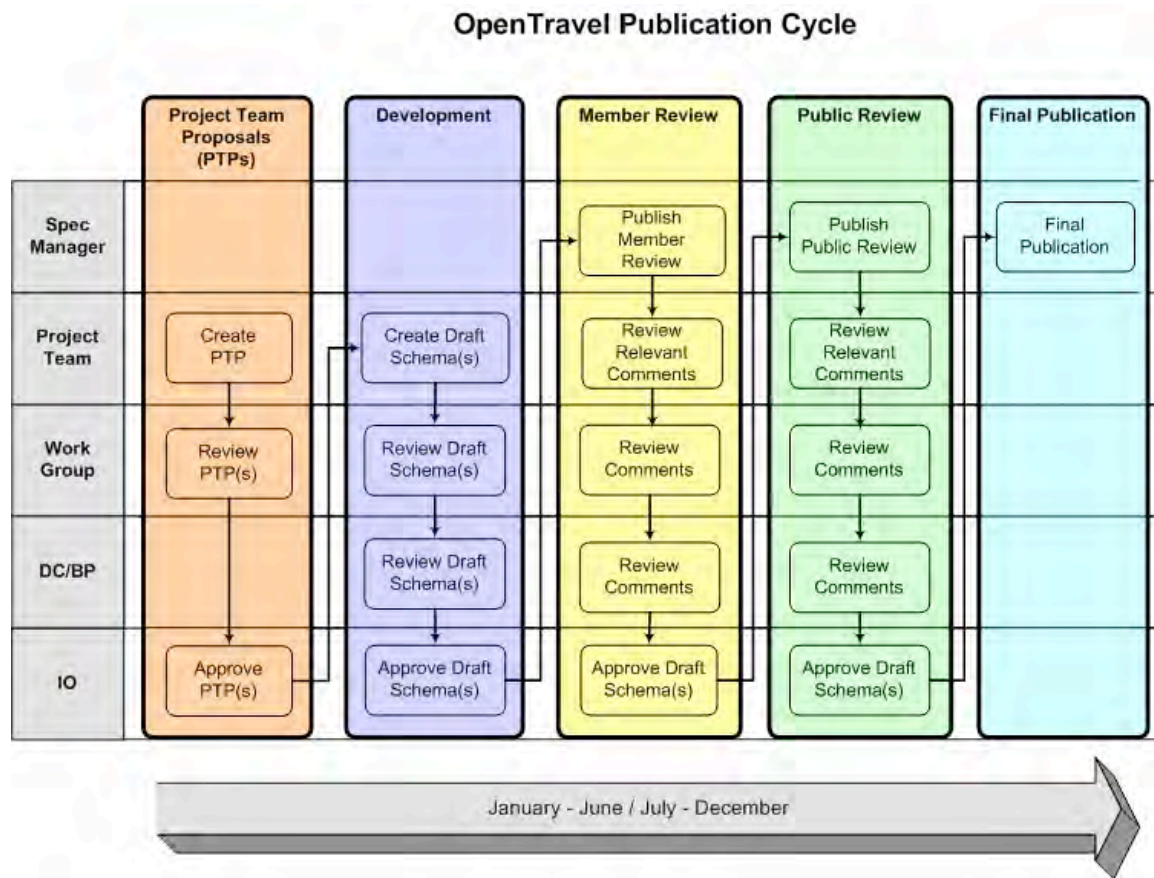 OpenTravel Publication Cycle
Project Team
Proposals
(PTPs)
Development
Member Review
Public Review
Final Publication
Spec
Manager
Publish
Member
Review
Publish
Public Review
Final
Publication
Project
Team
Create
PTP
Create Draft
Schema(s)
Review
Relevant
Comments
Review
Relevant
Comments
Work
Group
Review
PTP(s)
Review Draft
Schema(s)
Review
Comments
Review
Comments
DC/BP
Review Draft
Schema(s)
Review
Comments
Review
Comments
IO
Approve
PTP(s)
Approve Draft
Schema(s)
Approve Draft
Schema(s)
Approve Draft
Schema(s)
January - June / July - December